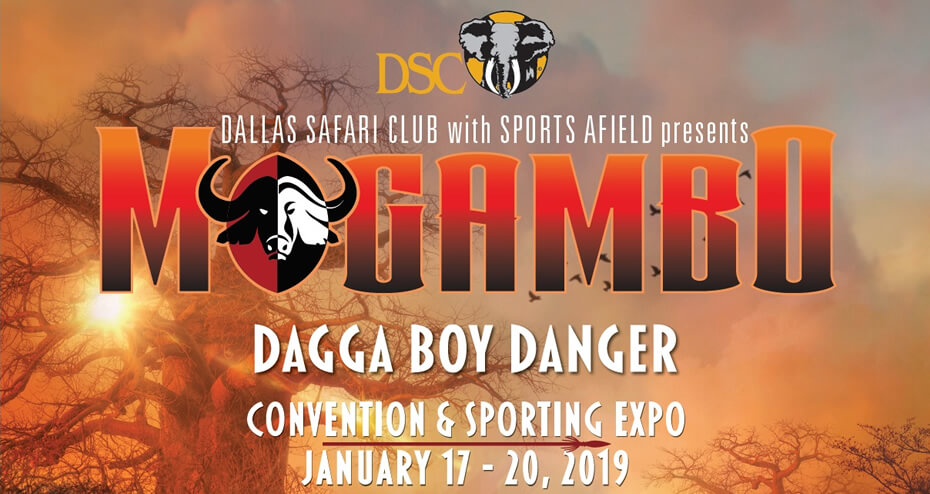 DSC
DALLAS SAFARI CLUB with SPORTS AFIELD presents
MOGAMBO
DAGGA BOY DANGER
CONVENTION & SPORTING EXPO
JANUARY 17 - 20, 2019